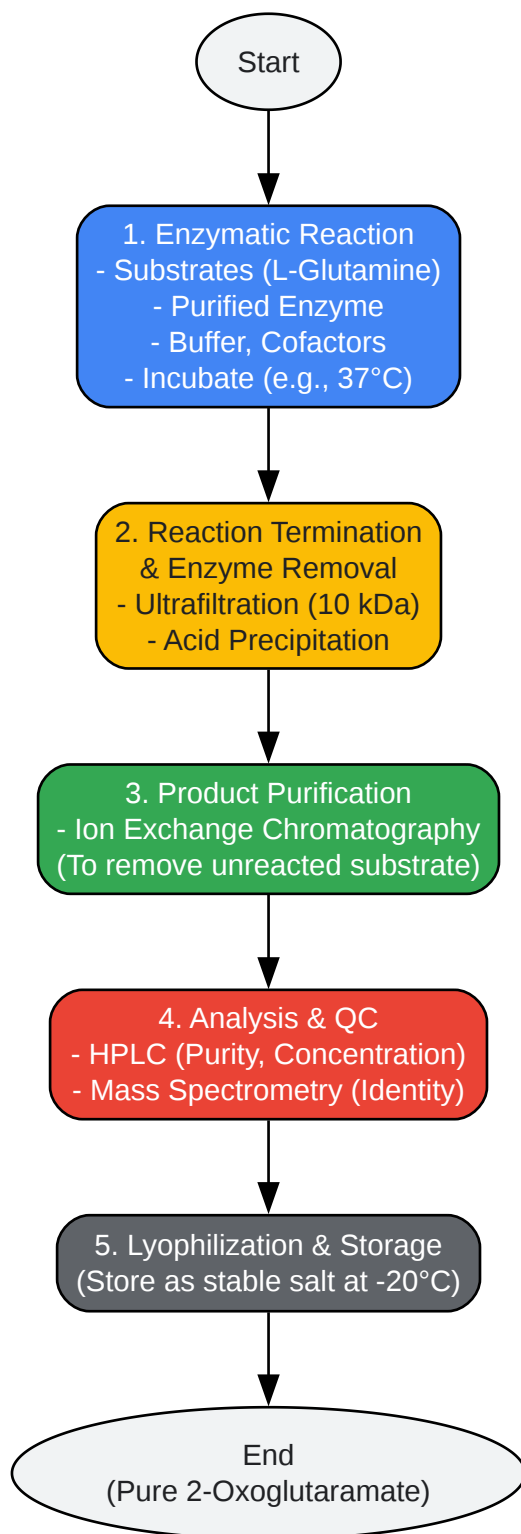 Start
1. Enzymatic Reaction
- Substrates (L-Glutamine)
- Purified Enzyme
- Buffer, Cofactors
- Incubate (e.g., 37°C)
2. Reaction Termination
& Enzyme Removal
- Ultrafiltration (10 kDa)
- Acid Precipitation
3. Product Purification
- Ion Exchange Chromatography
(To remove unreacted substrate)
4. Analysis & QC
- HPLC (Purity, Concentration)
- Mass Spectrometry (Identity)
5. Lyophilization & Storage
(Store as stable salt at -20°C)
End
(Pure 2-Oxoglutaramate)